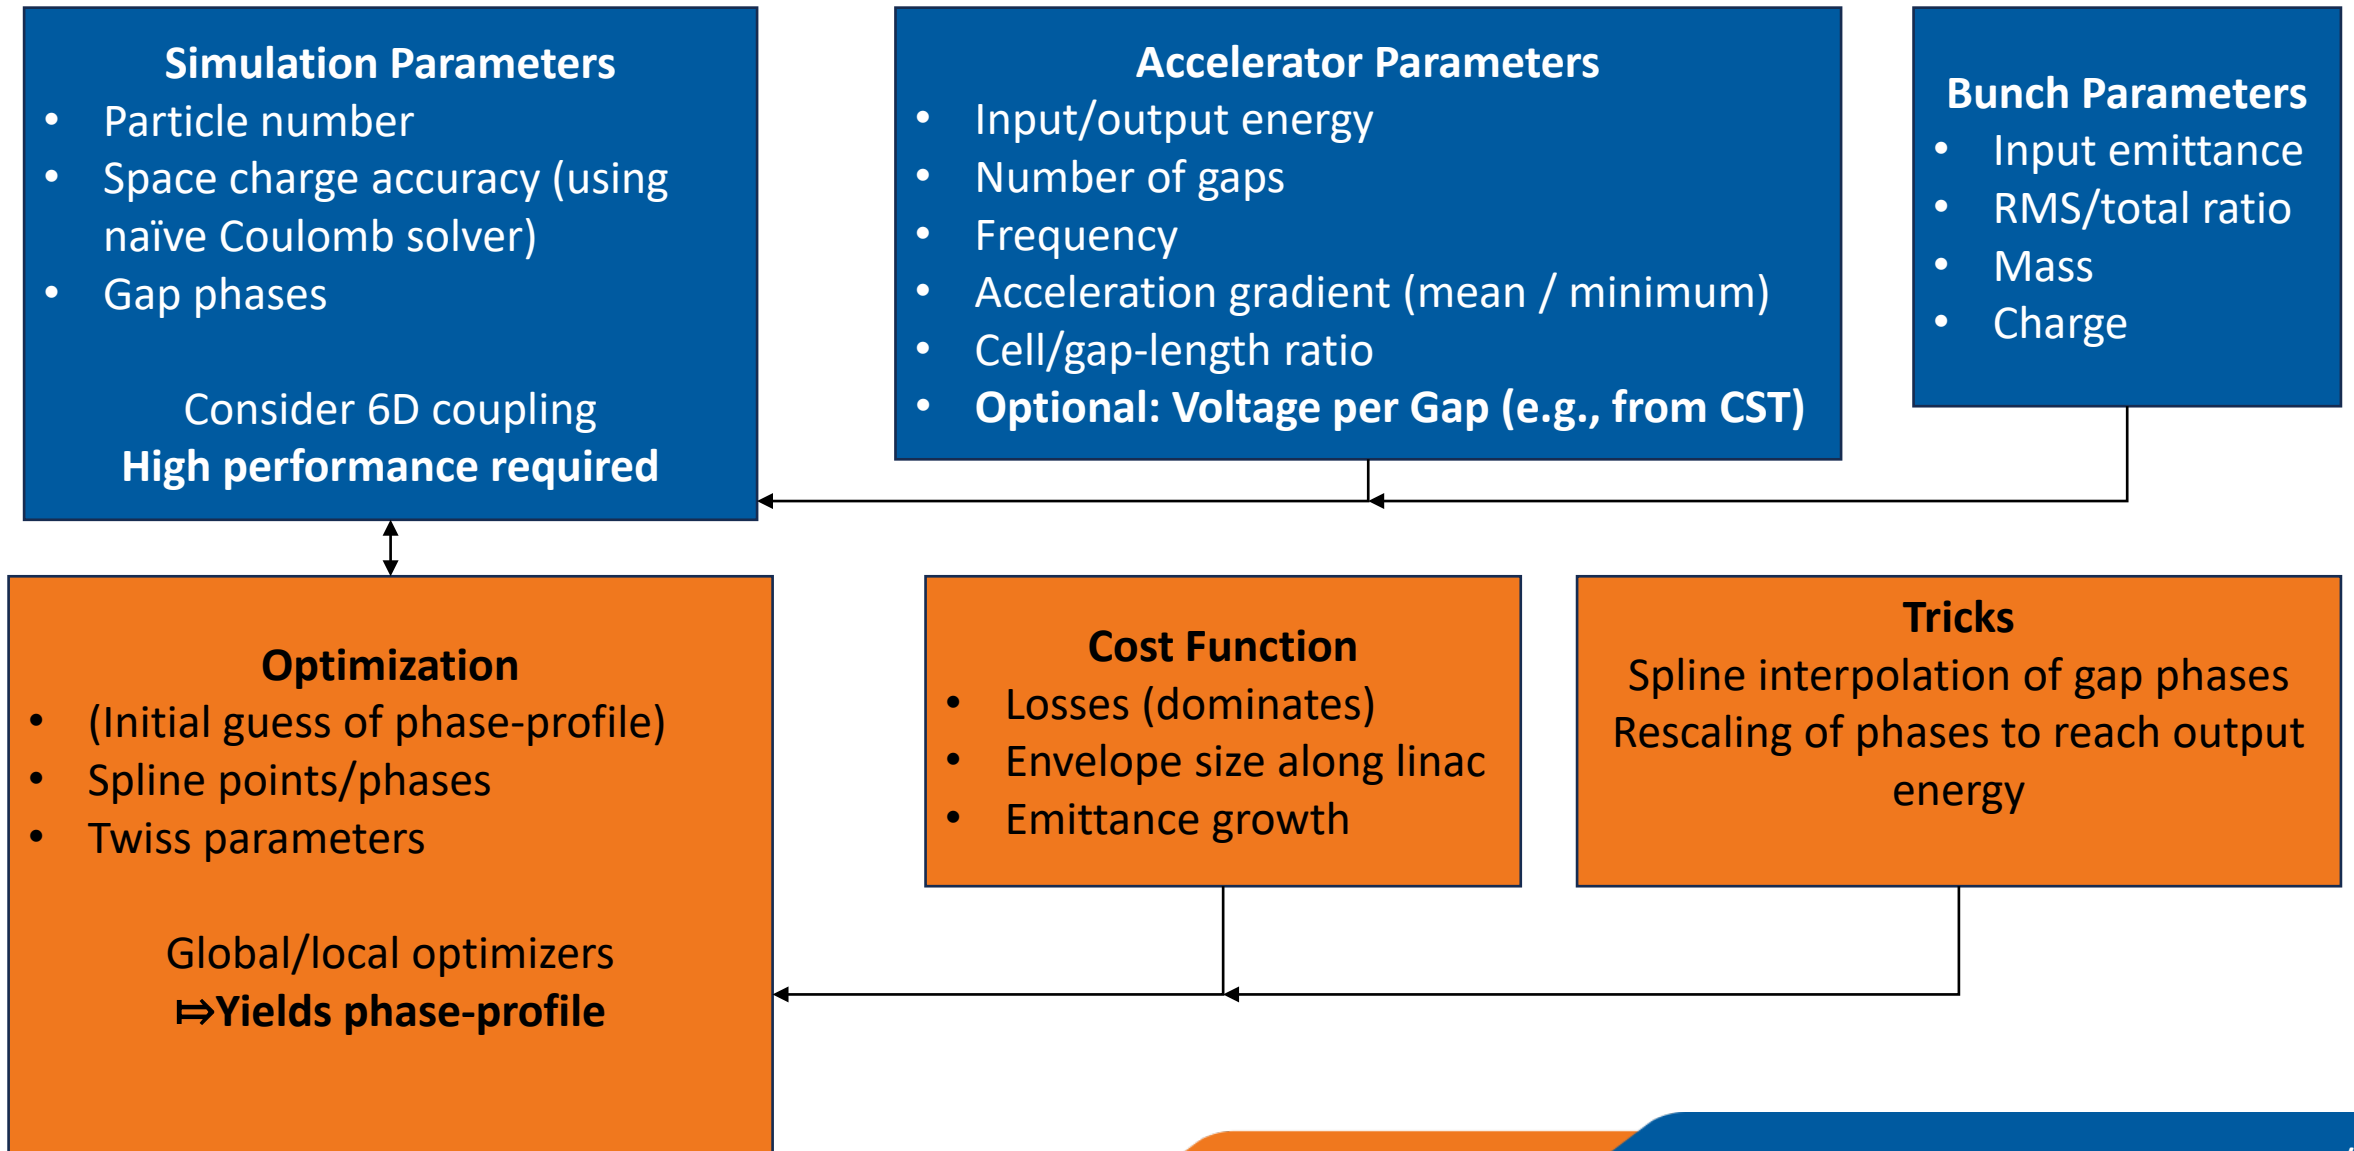 Simulation Parameters
• Particle number
• Space charge accuracy (using
naïve Coulomb solver)
• Gap phases
Consider 6D coupling
High performance required
Accelerator Parameters
• Input/output energy
• Number of gaps
• Frequency
• Acceleration gradient (mean / minimum)
• Cell/gap-length ratio
• Optional: Voltage per Gap (e.g., from CST)
Bunch Parameters
• Input emittance
• RMS/total ratio
• Mass
• Charge
Optimization
• (Initial guess of phase-profile)
• Spline points/phases
• Twiss parameters
Global/local optimizers
⤇Yields phase-profile
Cost Function
• Losses (dominates)
• Envelope size along linac
• Emittance growth
Tricks
Spline interpolation of gap phases
Rescaling of phases to reach output
energy